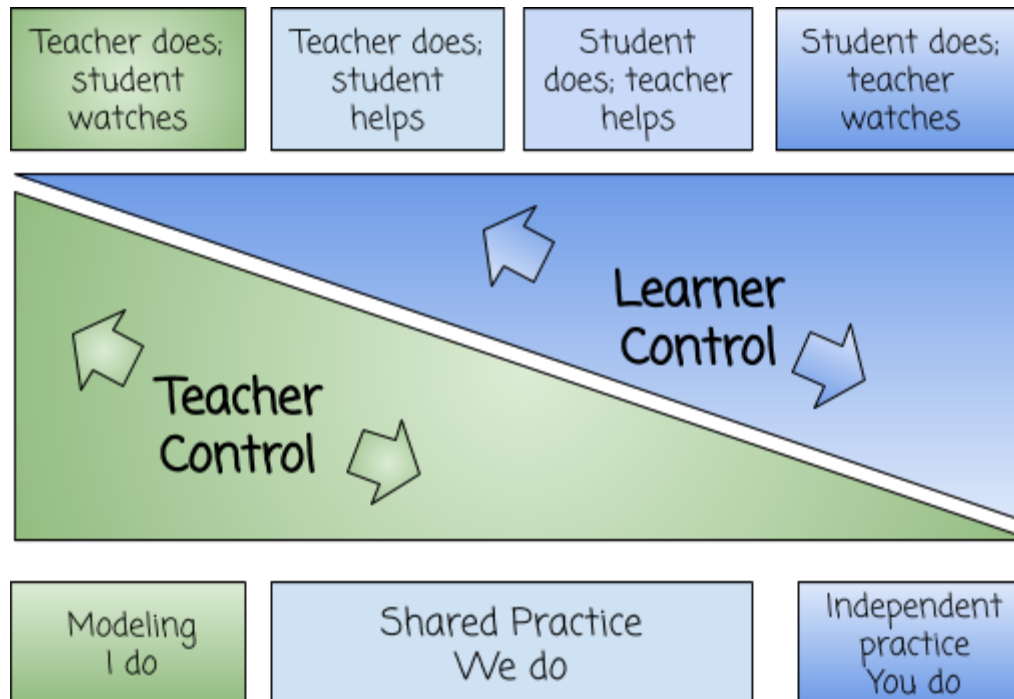 Teacher does;
student
watches
Teacher does;
student
helps
Student
does; teacher
helps
Student does;
teacher
watches
Learner
Control
Teacher
Control
Modeling
I do
Shared Practice
We do
Independent
practice
You do